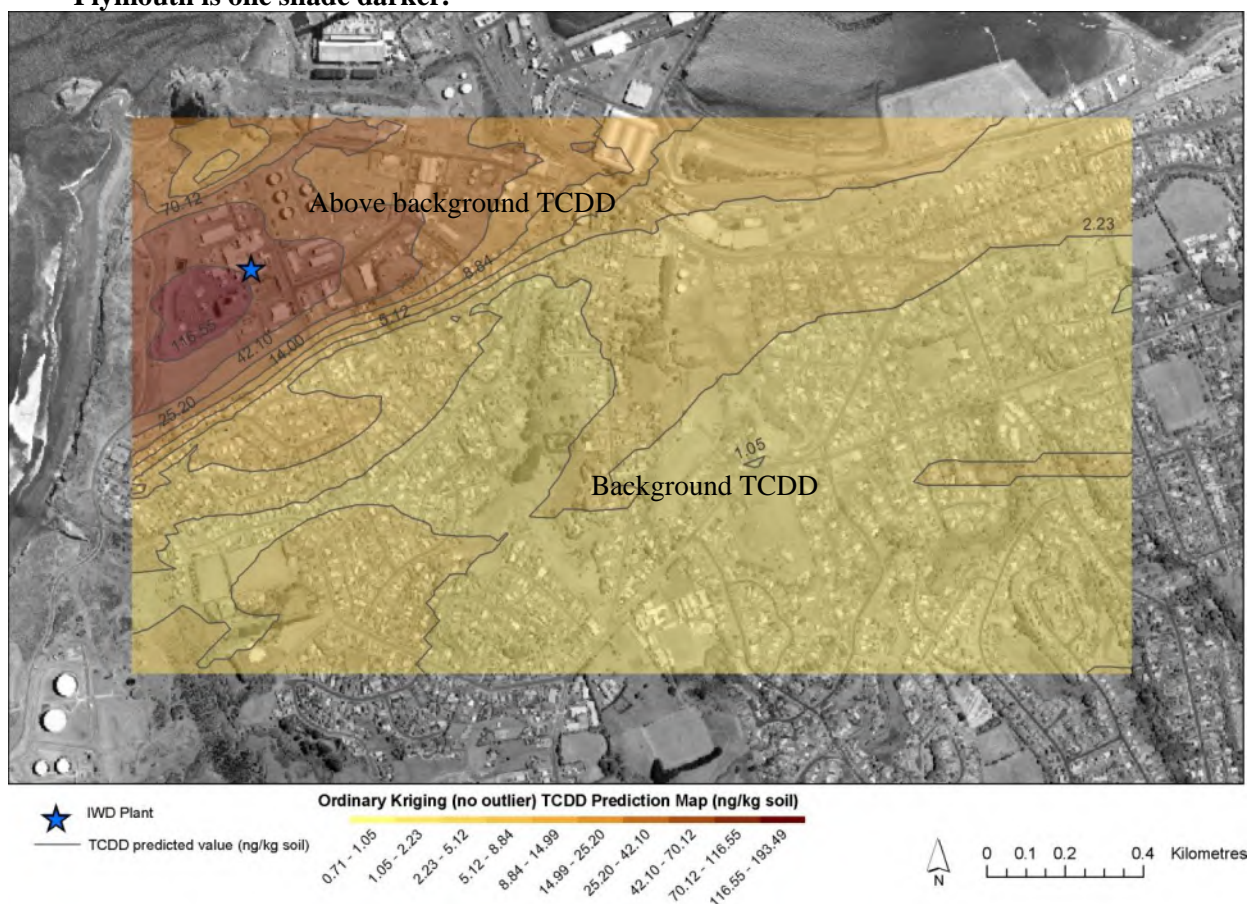 Plymouth is one shade darker.
70.12
Above background TCDD
2.23
8.84
116.55
42.10
14.00
5.12
25.20
1.05
Background TCDD
IWD Plant
TCDD predicted value (ng/kg soil)
Ordinary Kriging (no outlier) TCDD Prediction Map (ng/kg soil)
0.71 - 1.05
1.05 - 2.23
2.23 - 5.12
5.12 - 8.84
8.84 - 14.99
14.99 - 25.20
25.20 - 42.10
42.10 - 70.12
70.12 - 116.55
116.55 - 193.49
N
0 0.1 0.2 0.4 Kilometres